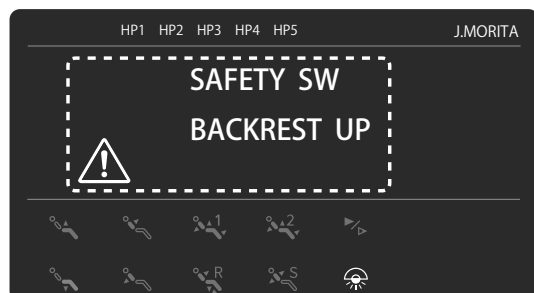 HP1 HP2 HP3 HP4 HP5 J.MORITA
SAFETY SW
BACKREST UP
1 2
R S